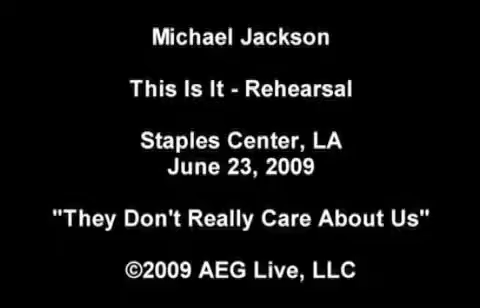 Michael Jackson
This Is It - Rehearsal
Staples Center, LA
June 23, 2009
"They Don't Really Care About Us"
©2009 AEG Live, LLC